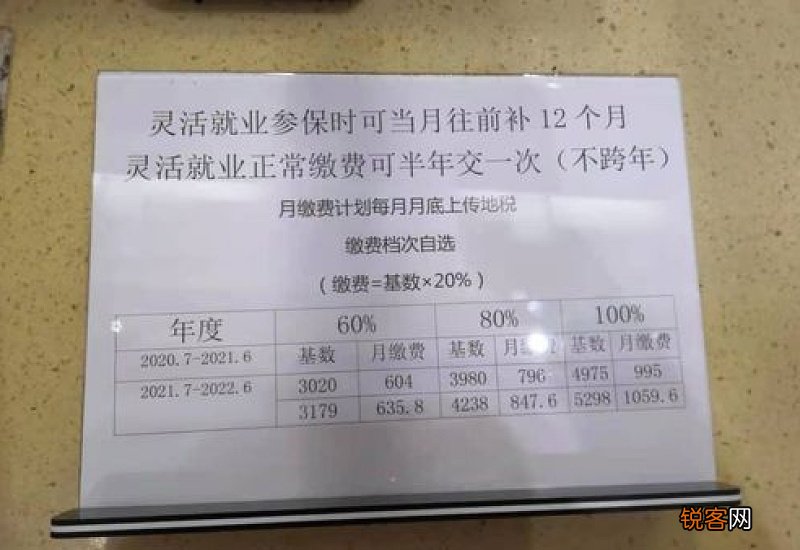 灵活就业参保时可当月往前补12个月
灵活就业正常缴费可半年交一次（不跨年）
月缴费计划每月月底上传地税
缴费档次自选
（缴费=基数×20%）
年度 60% 80% 100%
2020.7-2021.6 基数 月缴费 基数 月 基数 月缴费
2021.7-2022.6 3020 604 3980 796 4975 995
3179 635.8 4238 847.6 5298 1059.6
锐客网